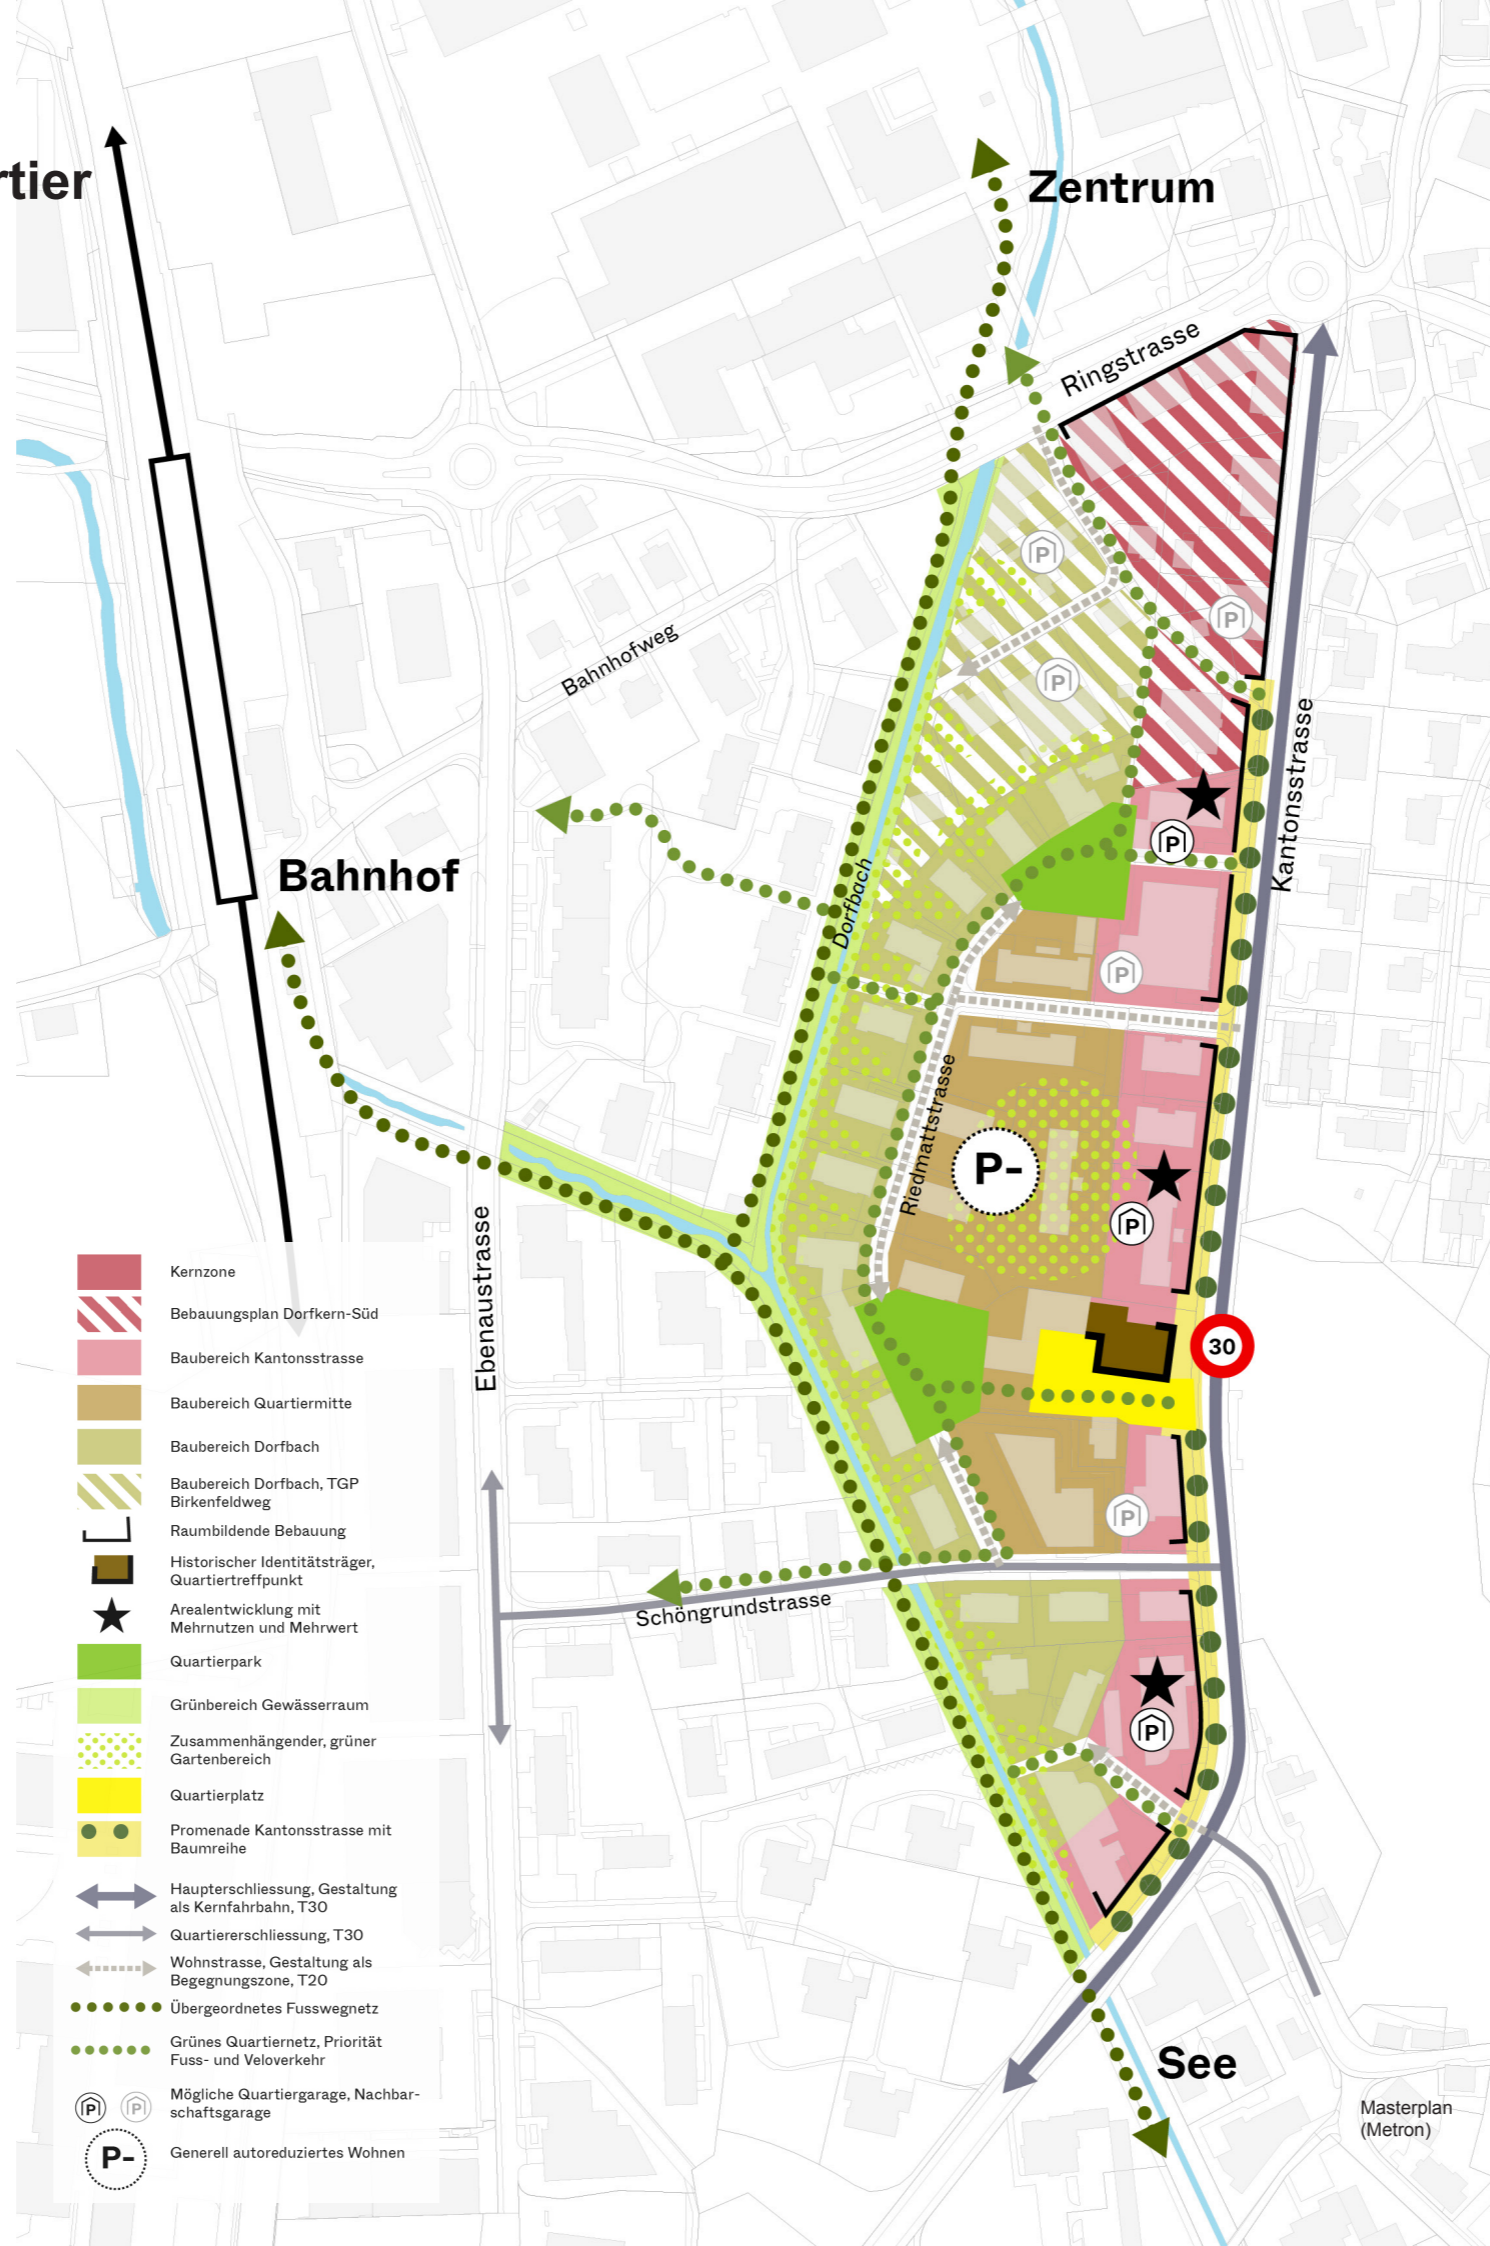 rtier
Zentrum
Ringstrasse
P
P
Bahnhofweg
P
Kantonsstrasse
Bahnhof
P
Dorfbach
P
Riedmattstrasse
P-
P
Ebenaustrasse
30
P
Schöngrundstrasse
P
See
Masterplan
(Metron)
Kernzone
Bebauungsplan Dorfkern-Süd
Baubereich Kantonsstrasse
Baubereich Quartiermitte
Baubereich Dorfbach
Baubereich Dorfbach, TGP
Birkenfeldweg
Raumbildende Bebauung
Historischer Identitätsträger,
Quartiertreffpunkt
Arealentwicklung mit
Mehrnutzen und Mehrwert
Quartierpark
Grünbereich Gewässerraum
Zusammenhängender, grüner
Gartenbereich
Quartierplatz
Promenade Kantonsstrasse mit
Baumreihe
Haupterschliessung, Gestaltung
als Kernfahrbahn, T30
Quartiererschliessung, T30
Wohnstrasse, Gestaltung als
Begegnungszone, T20
Übergeordnetes Fusswegnetz
Grünes Quartiernetz, Priorität
Fuss- und Veloverkehr
P P Mögliche Quartiergarage, Nachbar-
schaftsgarage
P- Generell autoreduziertes Wohnen